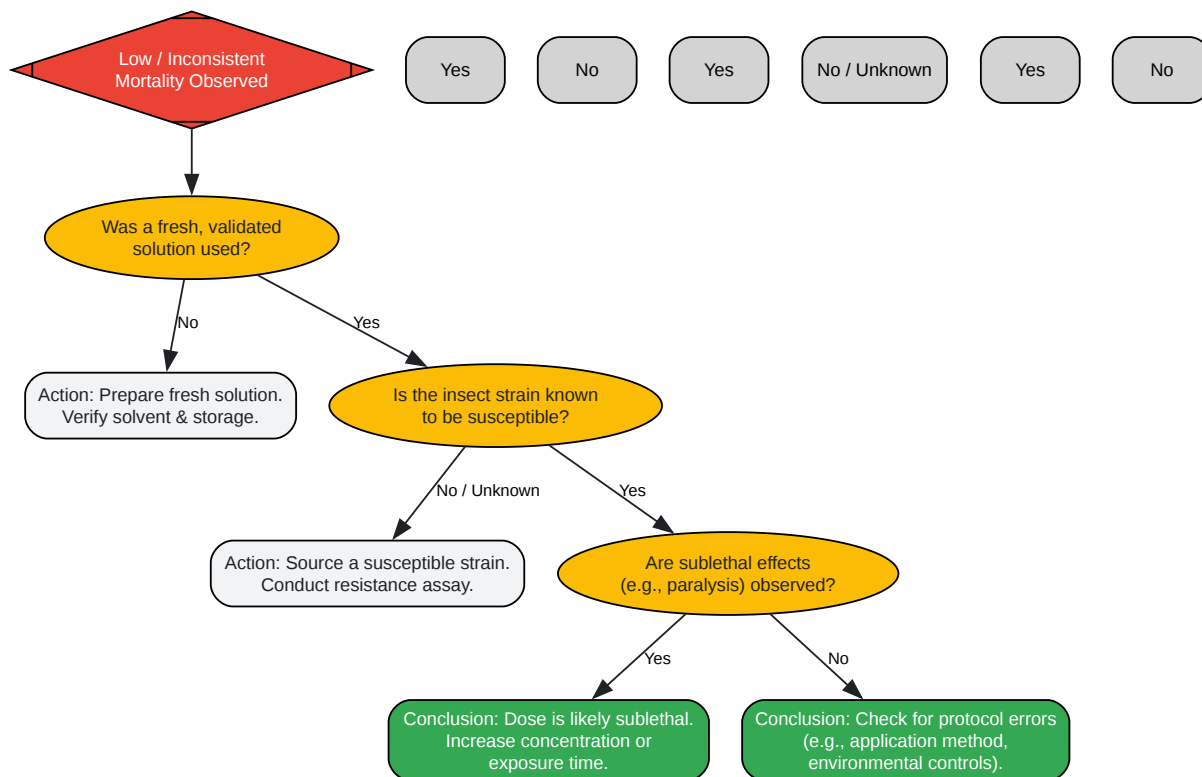 Low / Inconsistent
Mortality Observed
Yes
No
Yes
No / Unknown
Yes
No
Was a fresh, validated
solution used?
No
Yes
Action: Prepare fresh solution.
Verify solvent & storage.
Is the insect strain known
to be susceptible?
No / Unknown
Yes
Action: Source a susceptible strain.
Conduct resistance assay.
Are sublethal effects
(e.g., paralysis) observed?
Yes
No
Conclusion: Dose is likely sublethal.
Increase concentration or
exposure time.
Conclusion: Check for protocol errors
(e.g., application method,
environmental controls).